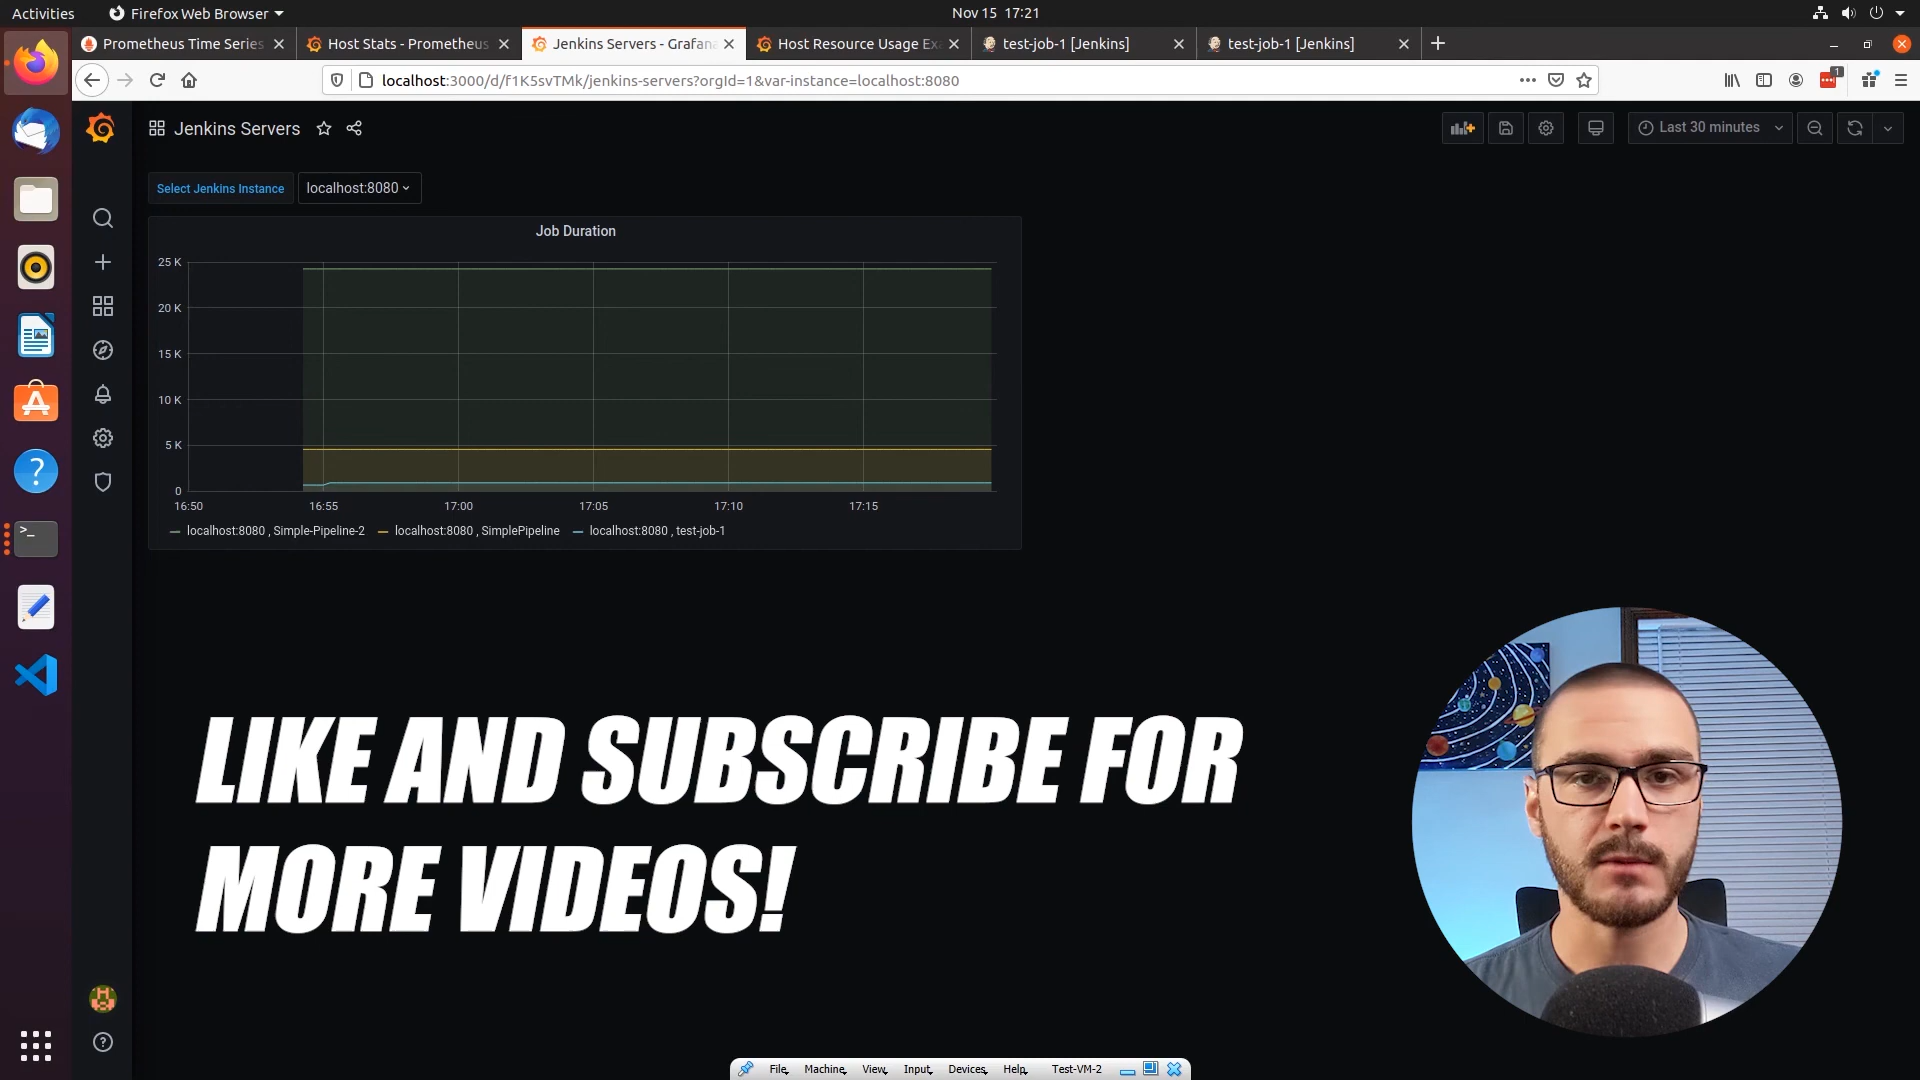 Activities
Firefox Web Browser
Nov 15 17:21
Prometheus Time Series
Host Stats - Prometheus
Jenkins Servers - Grafana
Host Resource Usage Ex
test-job-1 [Jenkins]
test-job-1 [Jenkins]
localhost:3000/d/f1K5svTMk/jenkins-servers?orgId=1&var-instance=localhost:8080
1
Jenkins Servers
Last 30 minutes
Select Jenkins Instance
localhost:8080
Job Duration
25 K
20 K
15 K
10 K
5 K
0
16:50
16:55
17:00
17:05
17:10
17:15
localhost:8080 , Simple-Pipeline-2
localhost:8080 , SimplePipeline
localhost:8080 , test-job-1
LIKE AND SUBSCRIBE FOR
MORE VIDEOS!
File
Machine
View
Input
Devices
Help
Test-VM-2